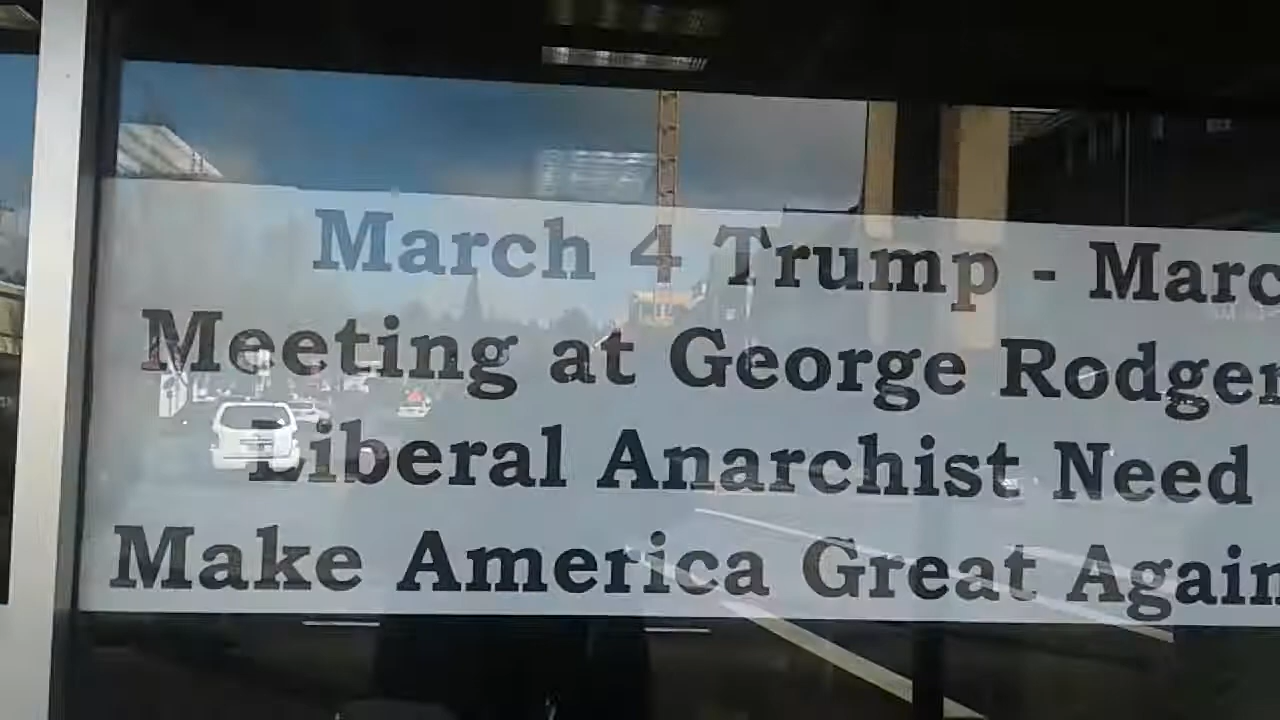 March 4 Trump - Marc
Meeting at George Rodger
Liberal Anarchist Need
Make America Great Again